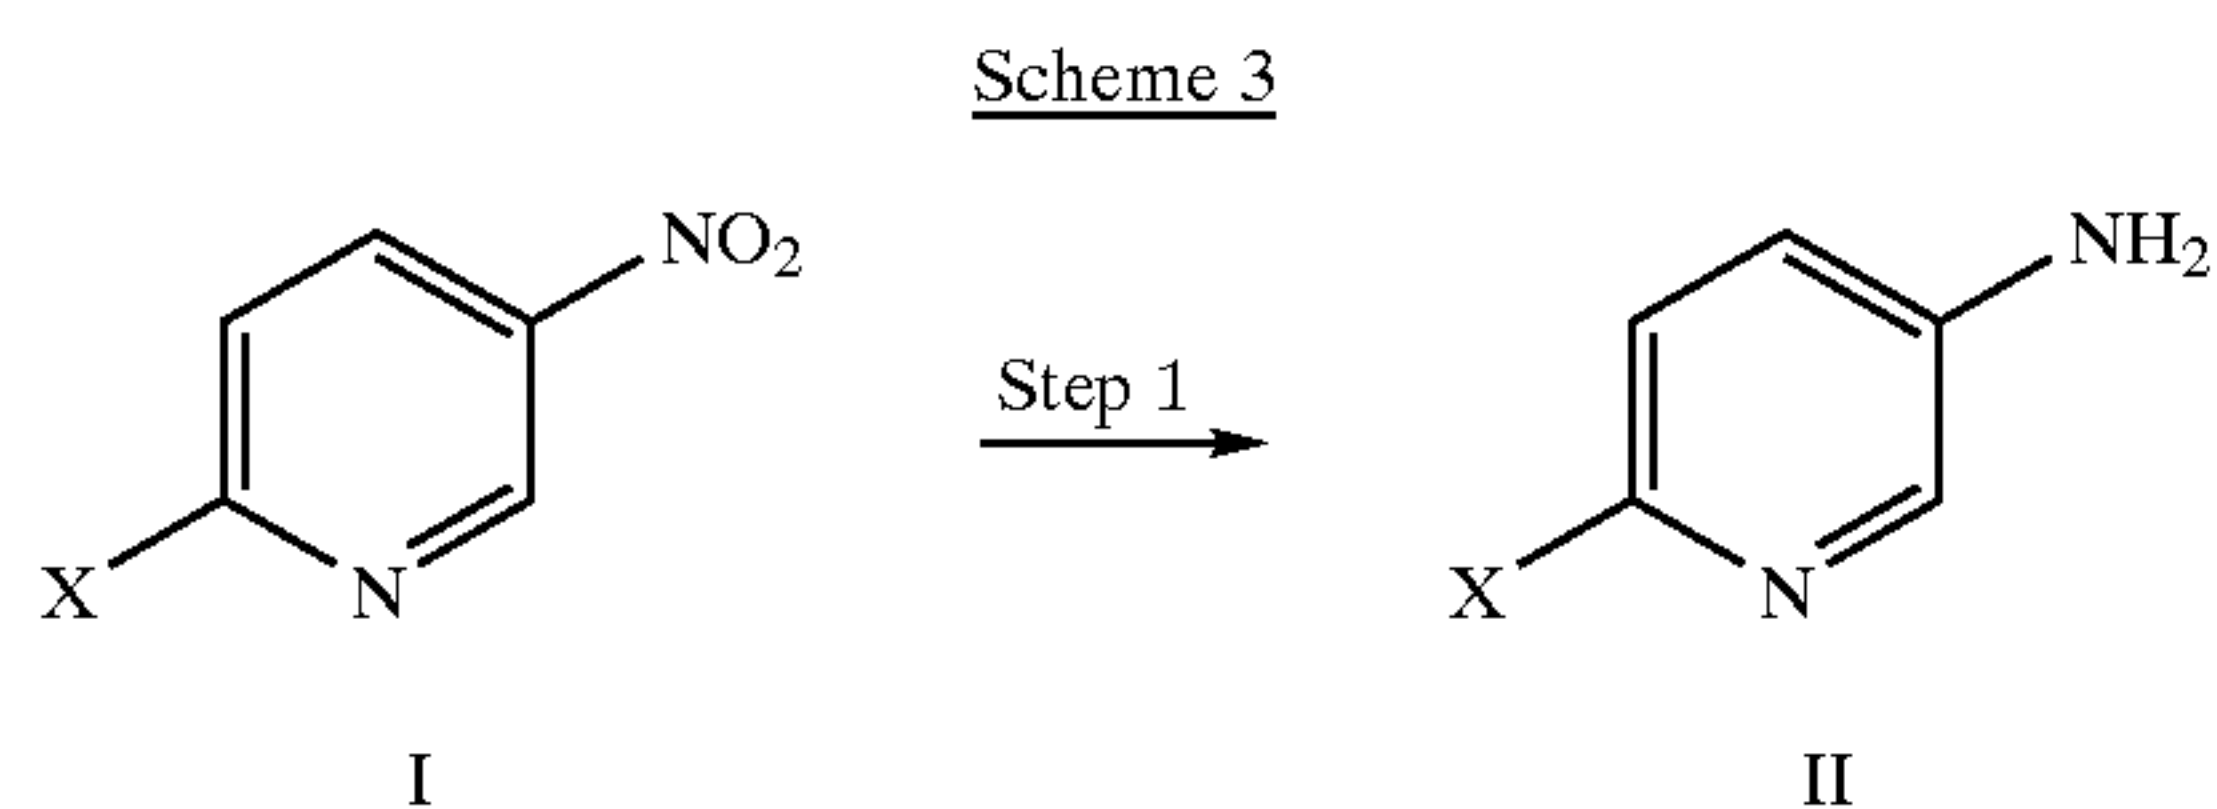 Scheme 3
NO₂
NH₂
Step 1
X
N
X
N
I
II